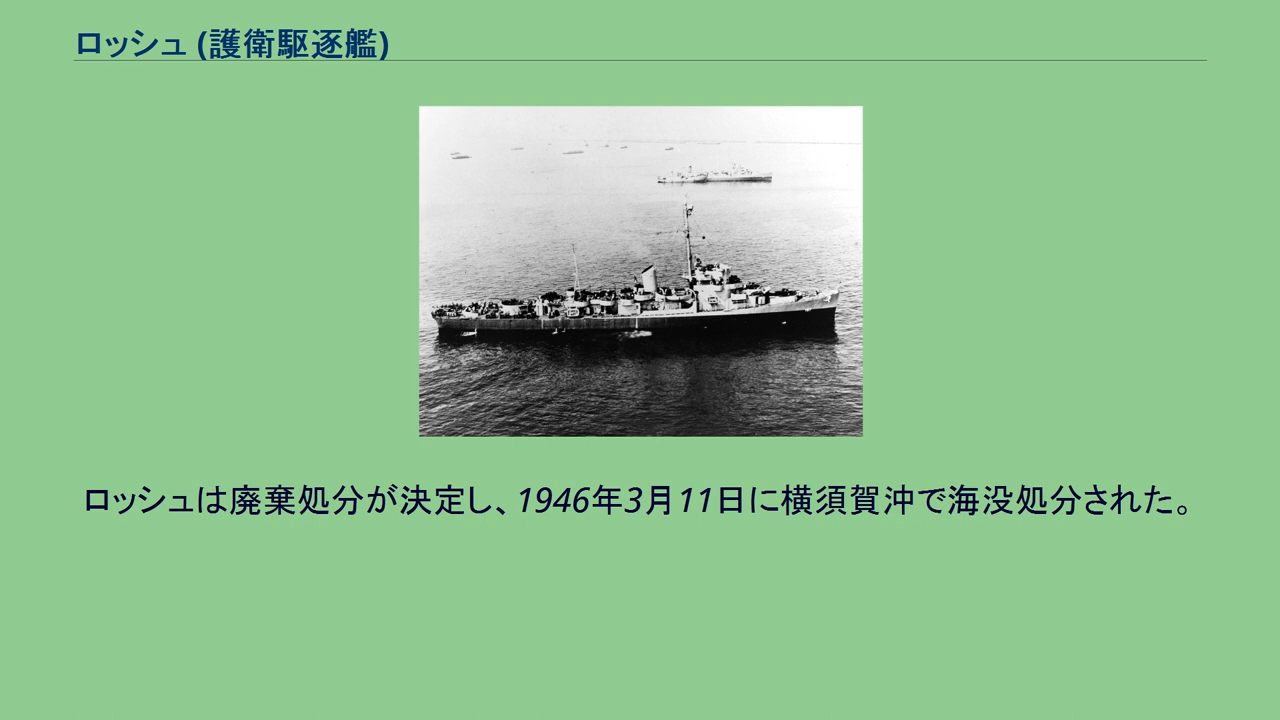 ロッシュ (護衛駆逐艦)
ロッシュは廃棄処分が決定し、1946年3月11日に横須賀沖で海没処分された。